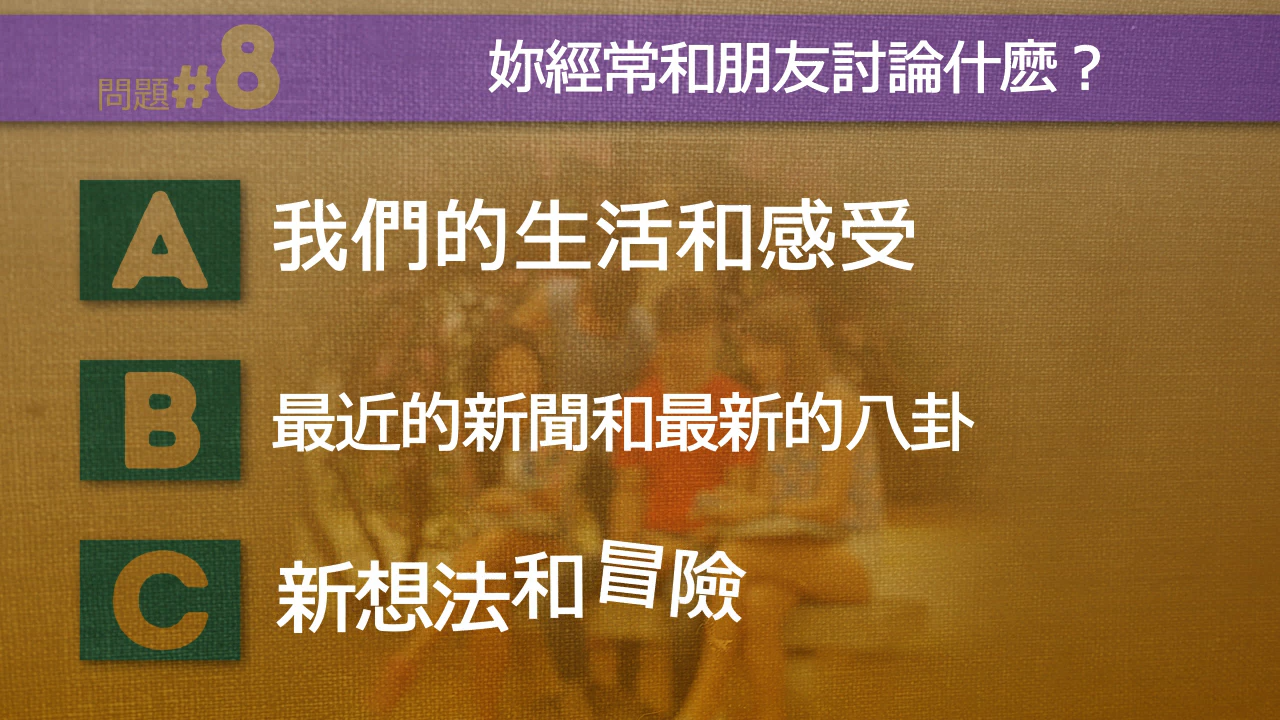 問題#8
妳經常和朋友討論什麽？
A
我們的生活和感受
B
最近的新聞和最新的八卦
C
新想法和冒險